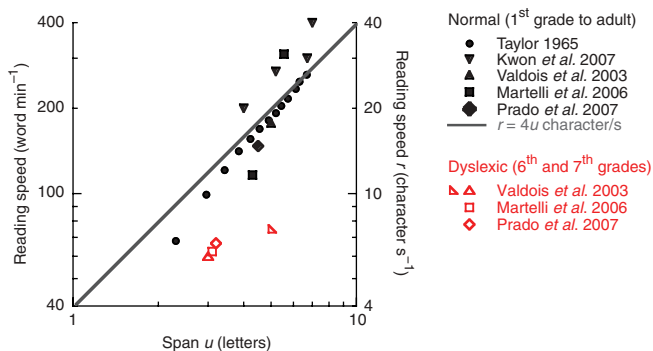 400
200
100
40
Reading speed (word min⁻¹)
40
20
10
4
Reading speed r (character s⁻¹)
1
10
Span u (letters)
Normal (1st grade to adult)
Taylor 1965
Kwon et al. 2007
Valdois et al. 2003
Martelli et al. 2006
Prado et al. 2007
r = 4u character/s
Dyslexic (6th and 7th grades)
Valdois et al. 2003
Martelli et al. 2006
Prado et al. 2007